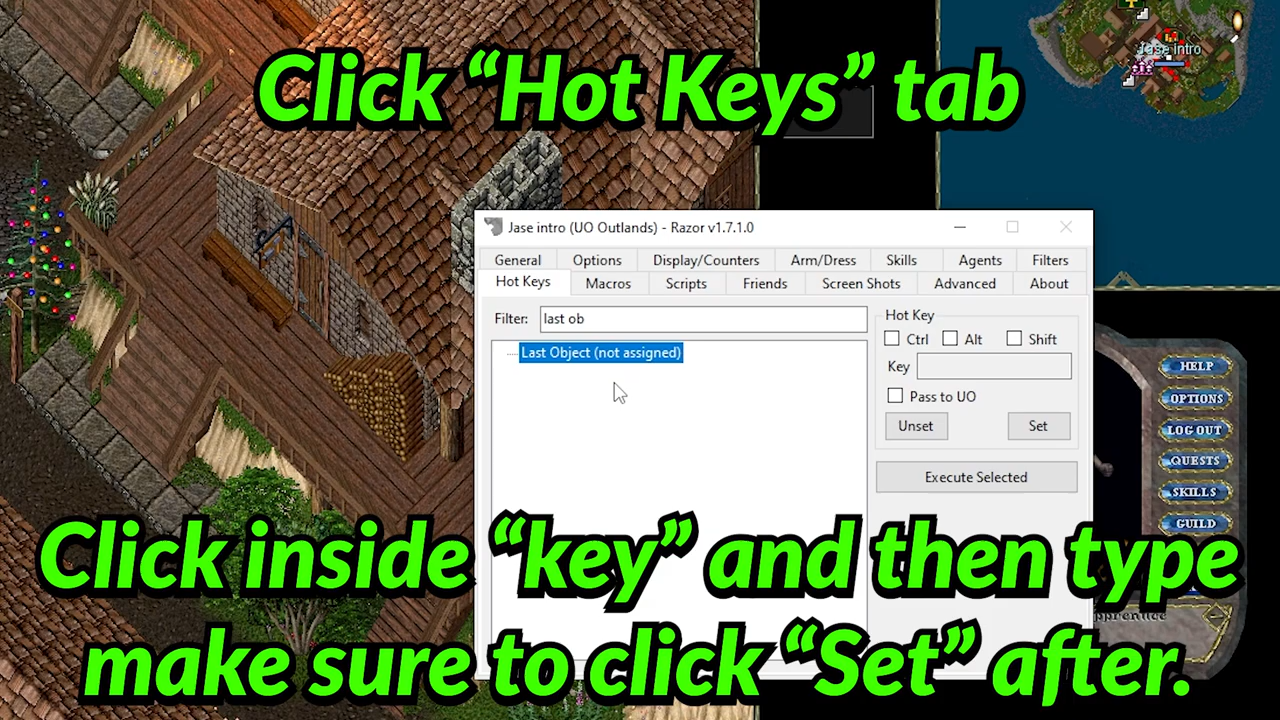 Click “Hot Keys” tab
Jase intro
Jase intro (UO Outlands) - Razor v1.7.1.0
General Options Display/Counters Arm/Dress Skills Agents Filters
Hot Keys Macros Scripts Friends Screen Shots Advanced About
Filter: last ob
Last Object (not assigned)
Hot Key
Ctrl Alt Shift
Key
Pass to UO
Unset Set
Execute Selected
HELP
OPTIONS
LOG OUT
QUESTS
SKILLS
GUILD
Click inside “key” and then type
make sure to click “Set” after.